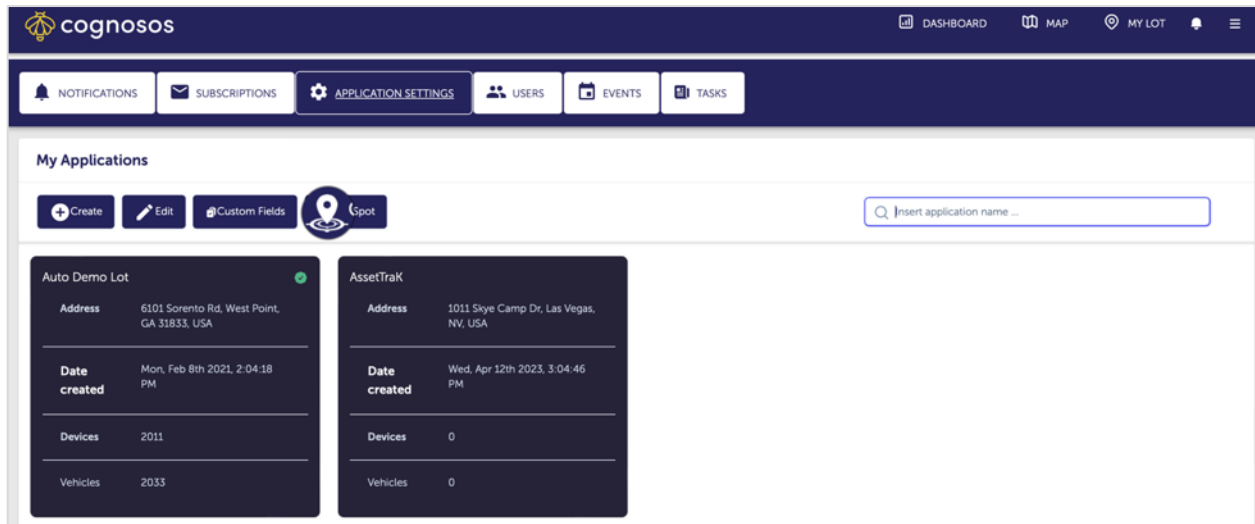 cognosos
DASHBOARD
MAP
MY LOT
NOTIFICATIONS
SUBSCRIPTIONS
APPLICATION SETTINGS
USERS
EVENTS
TASKS
My Applications
Create
Edit
Custom Fields
Spot
Insert application name ...
Auto Demo Lot
Address
6101 Sorento Rd, West Point,
GA 31833, USA
Date
created
Mon, Feb 8th 2021, 2:04:18
PM
Devices
2011
Vehicles
2033
AssetTraK
Address
1011 Skye Camp Dr, Las Vegas,
NV, USA
Date
created
Wed, Apr 12th 2023, 3:04:46
PM
Devices
0
Vehicles
0